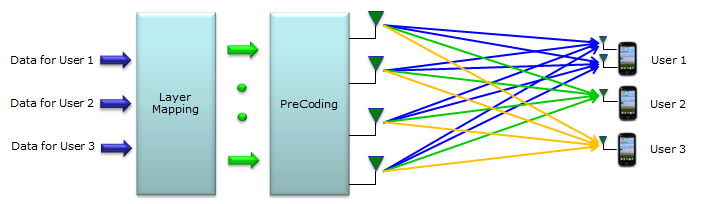 Data for User 1
Data for User 2
Data for User 3
Layer
Mapping
PreCoding
User 1
User 2
User 3